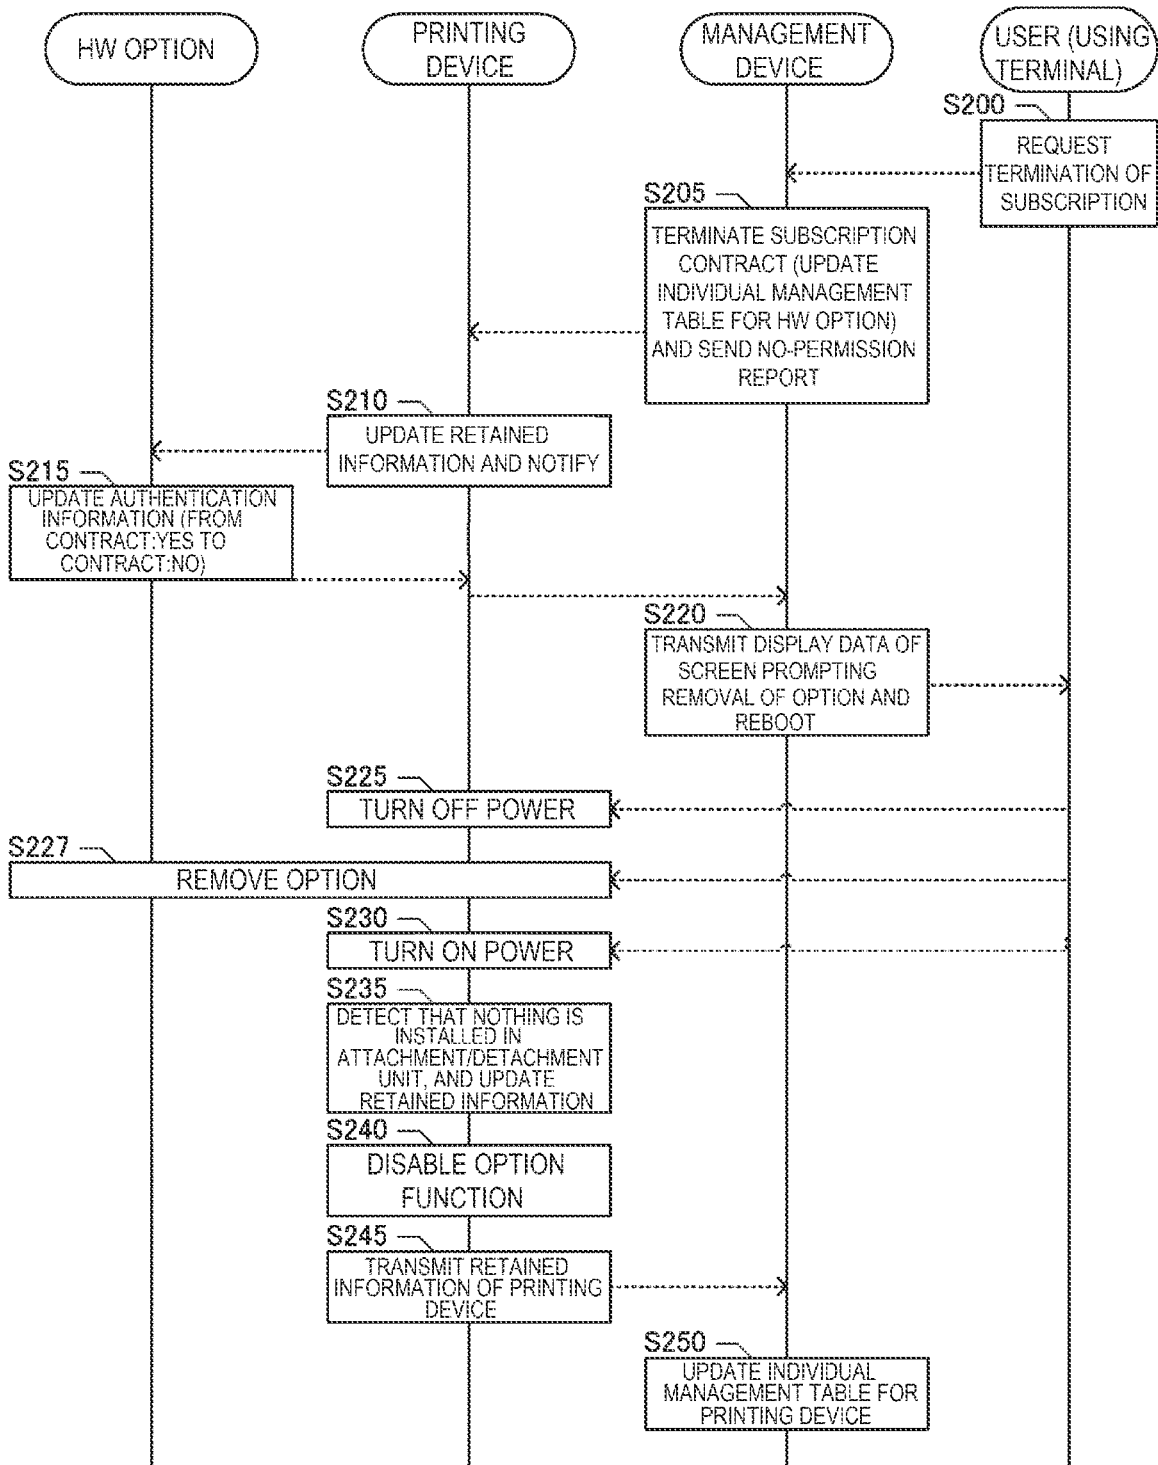 HW OPTION
PRINTING
DEVICE
MANAGEMENT
DEVICE
USER (USING
TERMINAL)
S200
REQUEST
TERMINATION OF
SUBSCRIPTION
S205
TERMINATE SUBSCRIPTION
CONTRACT (UPDATE
INDIVIDUAL MANAGEMENT
TABLE FOR HW OPTION)
AND SEND NO-PERMISSION
REPORT
S210
UPDATE RETAINED
INFORMATION AND NOTIFY
S215
UPDATE AUTHENTICATION
INFORMATION (FROM
CONTRACT:YES TO
CONTRACT:NO)
S220
TRANSMIT DISPLAY DATA OF
SCREEN PROMPTING
REMOVAL OF OPTION AND
REBOOT
S225
TURN OFF POWER
S227
REMOVE OPTION
S230
TURN ON POWER
S235
DETECT THAT NOTHING IS
INSTALLED IN
ATTACHMENT/DETACHMENT
UNIT, AND UPDATE
RETAINED INFORMATION
S240
DISABLE OPTION
FUNCTION
S245
TRANSMIT RETAINED
INFORMATION OF PRINTING
DEVICE
S250
UPDATE INDIVIDUAL
MANAGEMENT TABLE FOR
PRINTING DEVICE